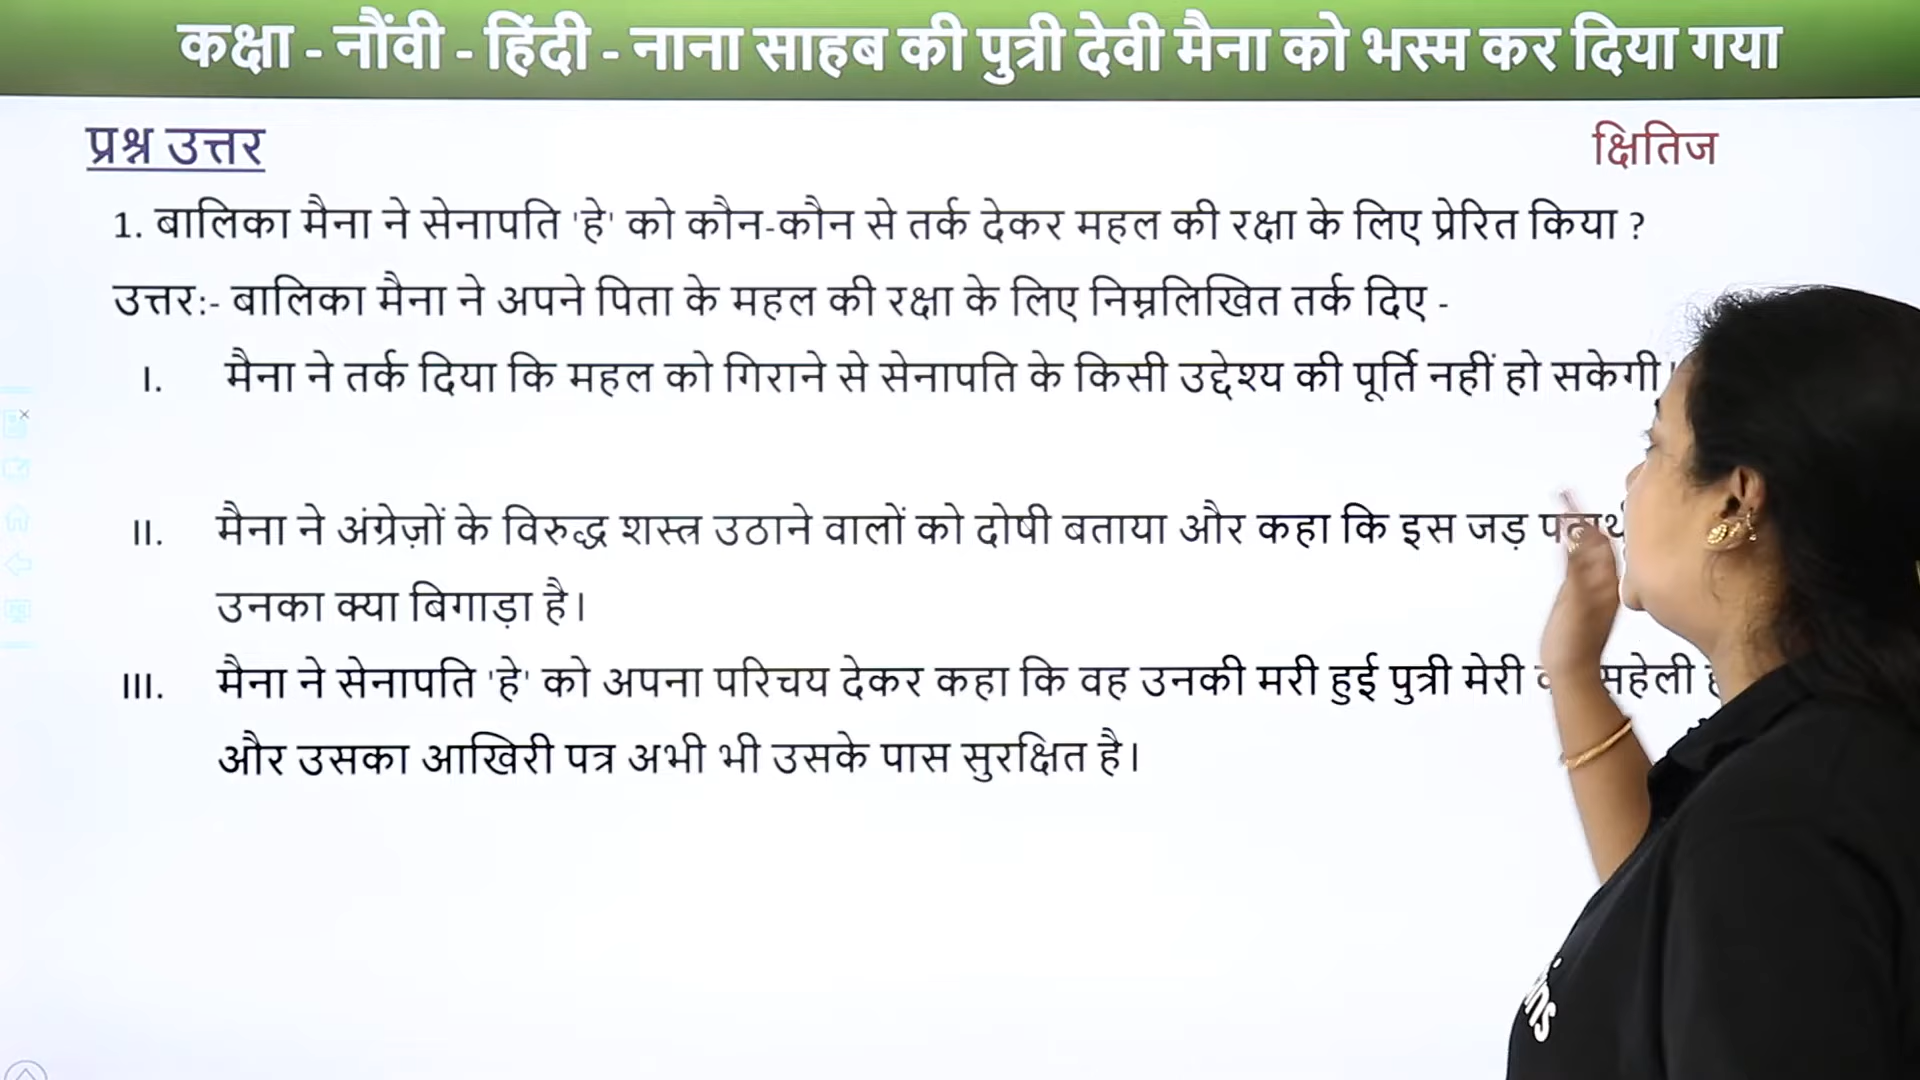 कक्षा - नौंवी - हिंदी - नाना साहब की पुत्री देवी मैना को भस्म कर दिया गया
प्रश्न उत्तर
क्षितिज
1. बालिका मैना ने सेनापति 'हे' को कौन-कौन से तर्क देकर महल की रक्षा के लिए प्रेरित किया ?
उत्तर:- बालिका मैना ने अपने पिता के महल की रक्षा के लिए निम्नलिखित तर्क दिए -
I. मैना ने तर्क दिया कि महल को गिराने से सेनापति के किसी उद्देश्य की पूर्ति नहीं हो सकेगी।
II. मैना ने अंग्रेज़ों के विरुद्ध शस्त्र उठाने वालों को दोषी बताया और कहा कि इस जड़
उनका क्या बिगाड़ा है।
III. मैना ने सेनापति 'हे' को अपना परिचय देकर कहा कि वह उनकी मरी हुई पुत्री मेरी सहेली
और उसका आखिरी पत्र अभी भी उसके पास सुरक्षित है।